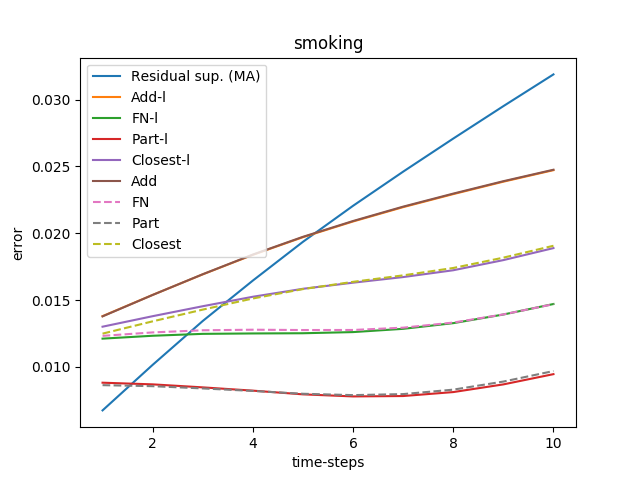 smoking
Residual sup. (MA)
Add-l
FN-l
Part-l
Closest-l
Add
FN
Part
Closest
0.030
0.025
0.020
0.015
0.010
error
2 4 6 8 10
time-steps